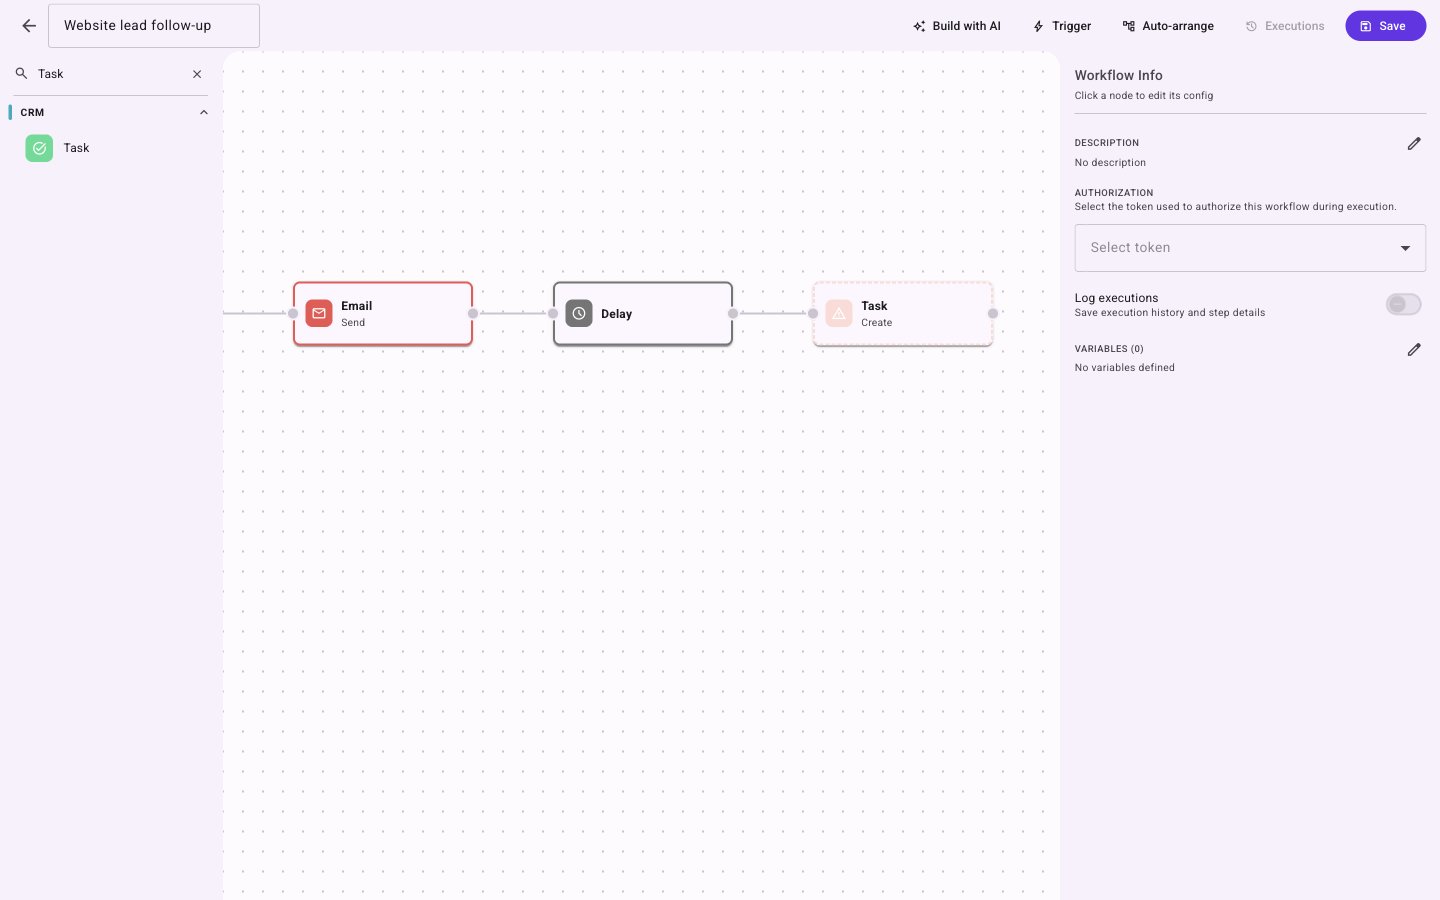 Website lead follow-up
Build with AI
Trigger
Auto-arrange
Executions
Save
Task
CRM
Task
Email
Send
Delay
Task
Create
Workflow Info
Click a node to edit its config
DESCRIPTION
No description
AUTHORIZATION
Select the token used to authorize this workflow during execution.
Select token
Log executions
Save execution history and step details
VARIABLES (0)
No variables defined